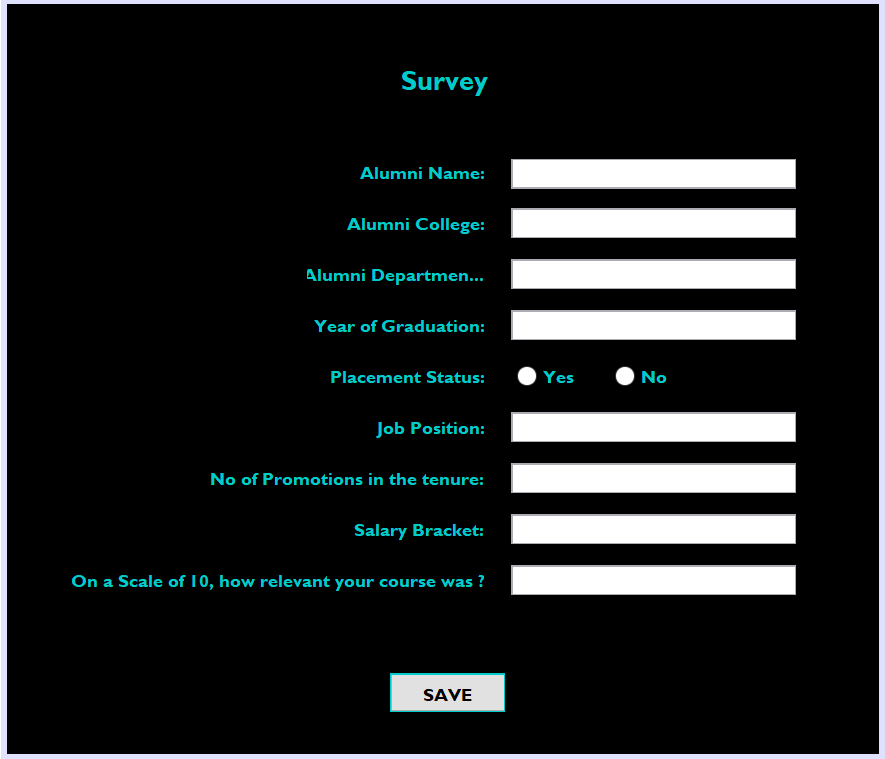 Survey
Alumni Name:
Alumni College:
Alumni Departmen...
Year of Graduation:
Placement Status: Yes No
Job Position:
No of Promotions in the tenure:
Salary Bracket:
On a Scale of 10, how relevant your course was ?
SAVE